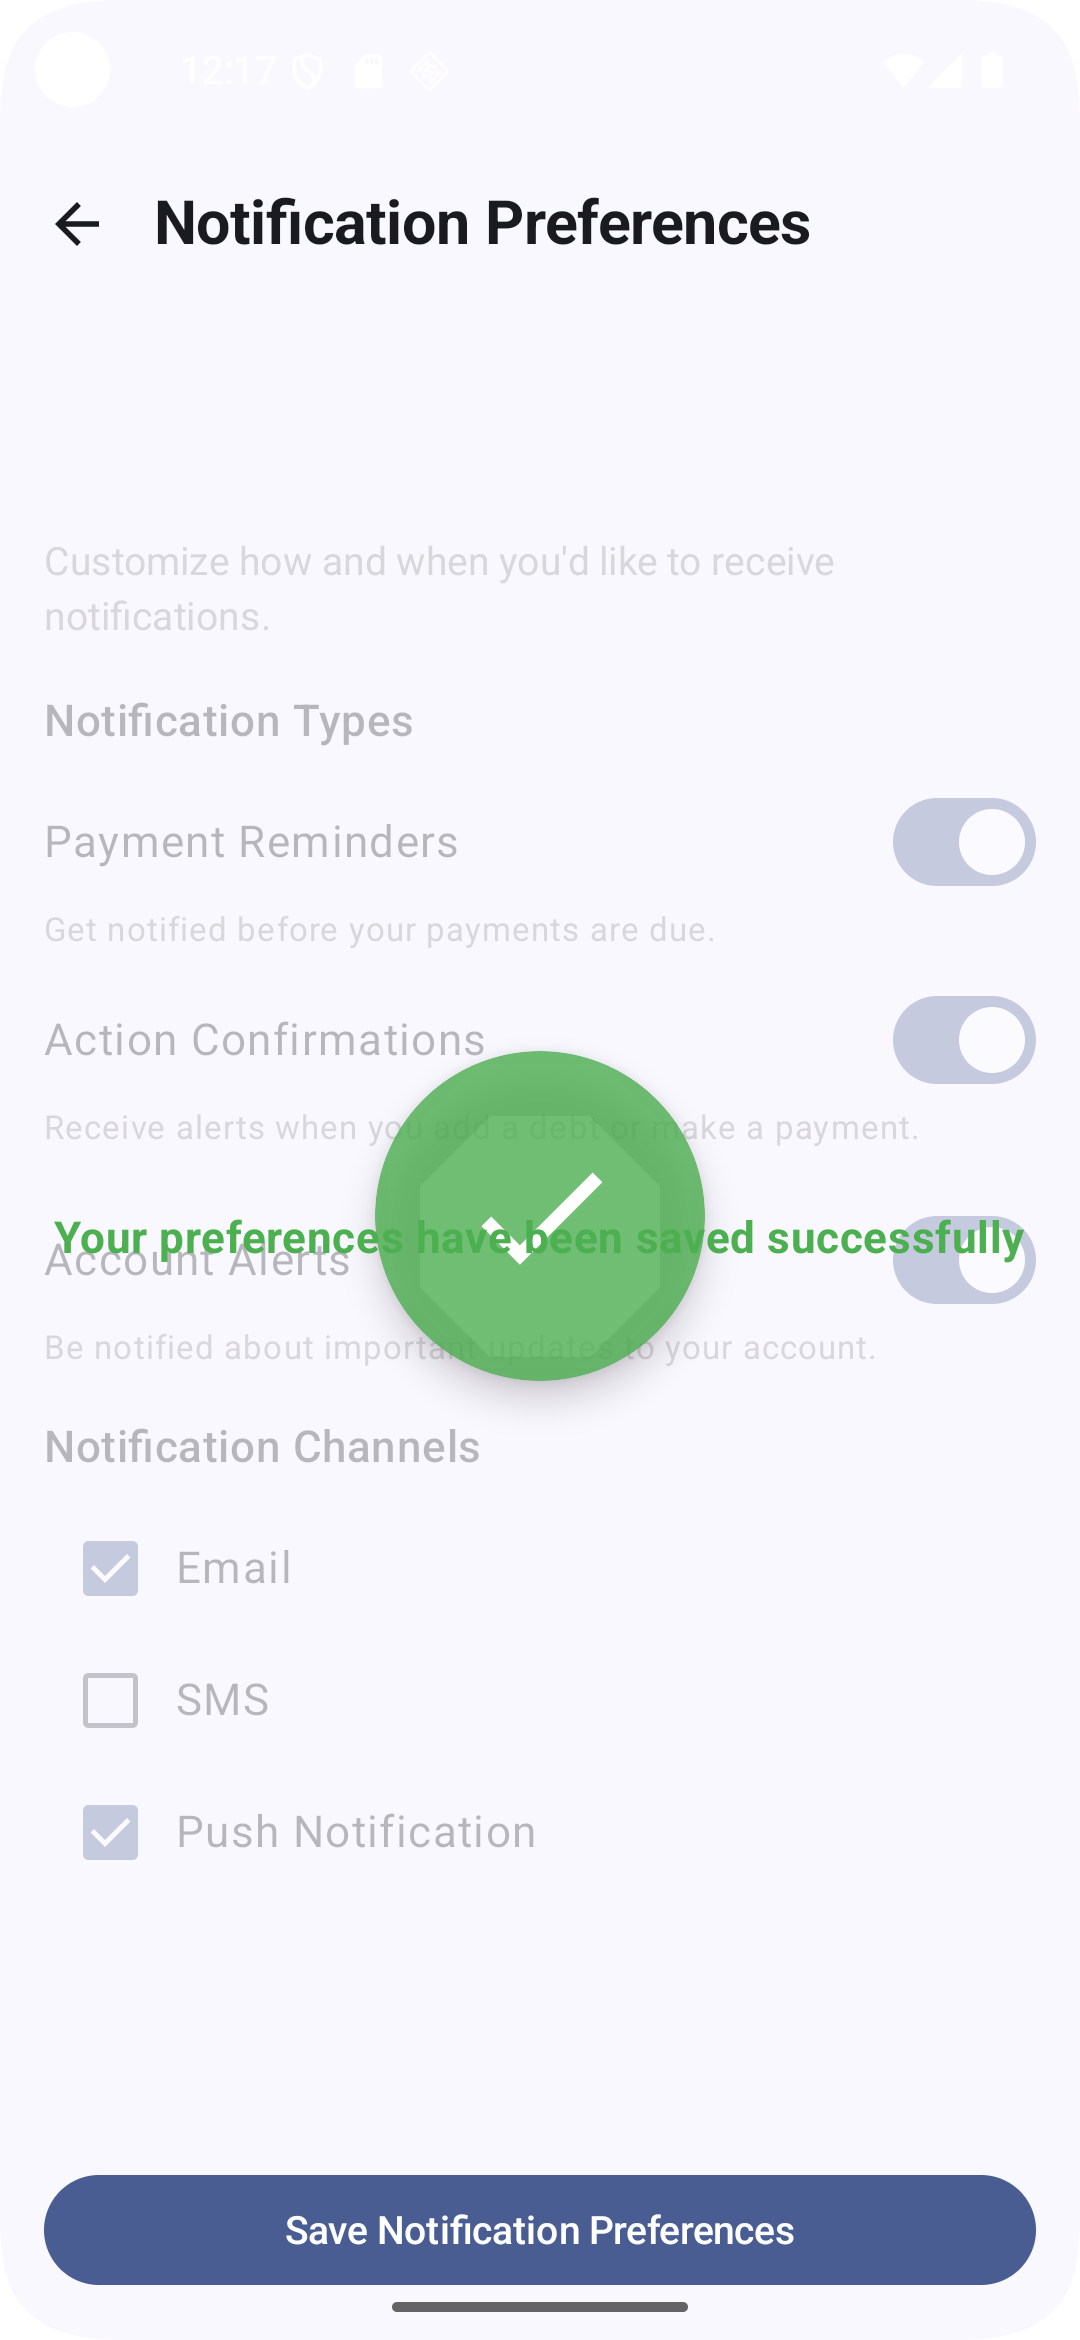 12:17
Notification Preferences
Customize how and when you'd like to receive
notifications.
Notification Types
Payment Reminders
Get notified before your payments are due.
Action Confirmations
Receive alerts when you add a debt or make a payment.
Your preferences have been saved successfully
Account Alerts
Be notified about important updates to your account.
Notification Channels
Email
SMS
Push Notification
Save Notification Preferences